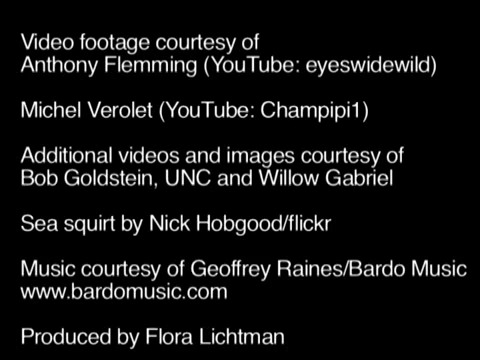 Video footage courtesy of
Anthony Flemming (YouTube: eyeswidewild)
Michel Verolet (YouTube: Champipi1)
Additional videos and images courtesy of
Bob Goldstein, UNC and Willow Gabriel
Sea squirt by Nick Hobgood/flickr
Music courtesy of Geoffrey Raines/Bardo Music
www.bardomusic.com
Produced by Flora Lichtman